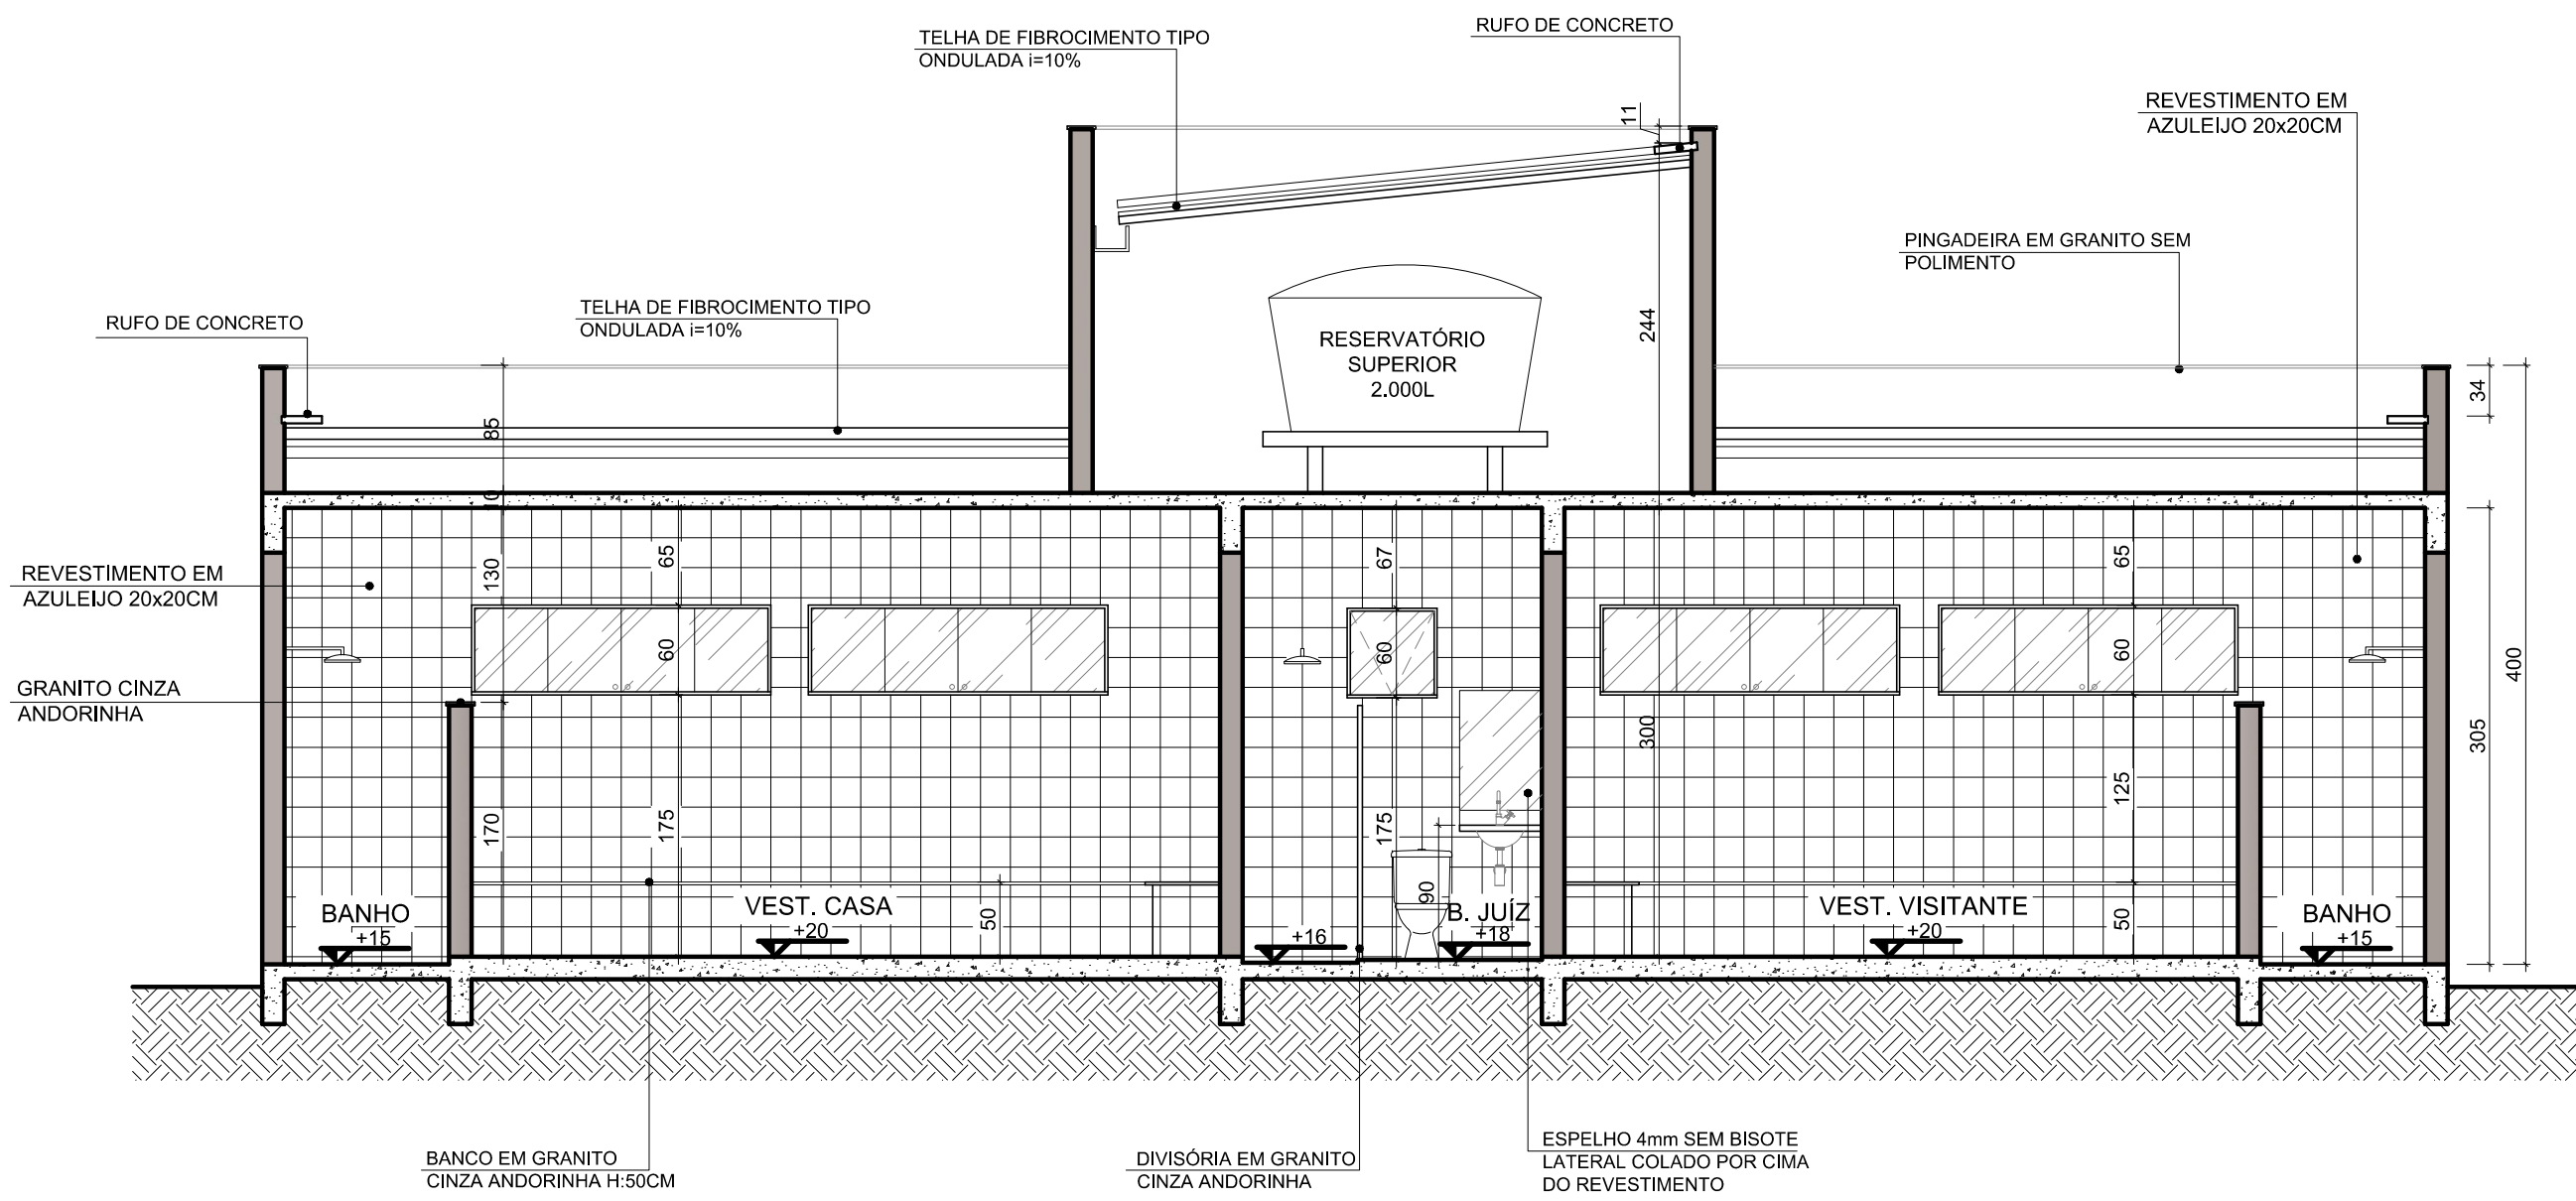 TELHA DE FIBROCIMENTO TIPO
ONDULADA i=10%
RUFO DE CONCRETO
REVESTIMENTO EM
AZULEIJO 20x20CM
11
PINGADEIRA EM GRANITO SEM
POLIMENTO
RUFO DE CONCRETO
TELHA DE FIBROCIMENTO TIPO
ONDULADA i=10%
RESERVATÓRIO
SUPERIOR
2.000L
244
85
34
400
10
REVESTIMENTO EM
AZULEIJO 20x20CM
130
65
67
65
60
60
60
GRANITO CINZA
ANDORINHA
300
305
170
175
175
125
90
50
50
BANHO
+15
VEST. CASA
+20
+16
B. JUÍZ
+18
VEST. VISITANTE
+20
BANHO
+15
BANCO EM GRANITO
CINZA ANDORINHA H:50CM
DIVISÓRIA EM GRANITO
CINZA ANDORINHA
ESPELHO 4mm SEM BISOTE
LATERAL COLADO POR CIMA
DO REVESTIMENTO